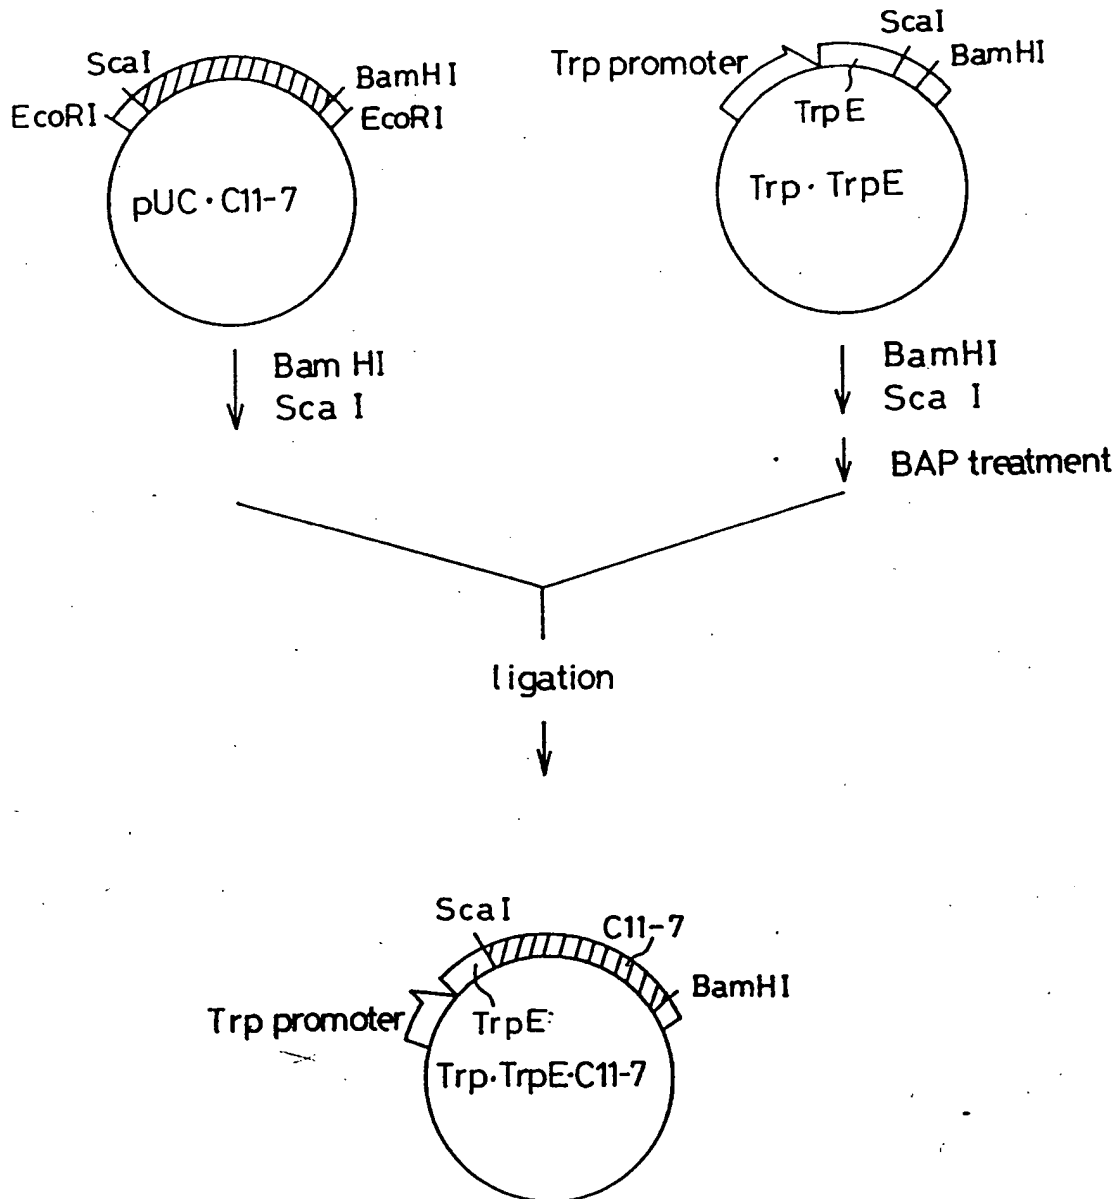 ScaI
BamHI
EcoRI
EcoRI
pUC·C11-7
Bam HI
Sca I
Trp promoter
ScaI
BamHI
TrpE
Trp·TrpE
BamHI
Sca I
BAP treatment
ligation
ScaI
C11-7
BamHI
Trp promoter
TrpE
Trp·TrpE·C11-7